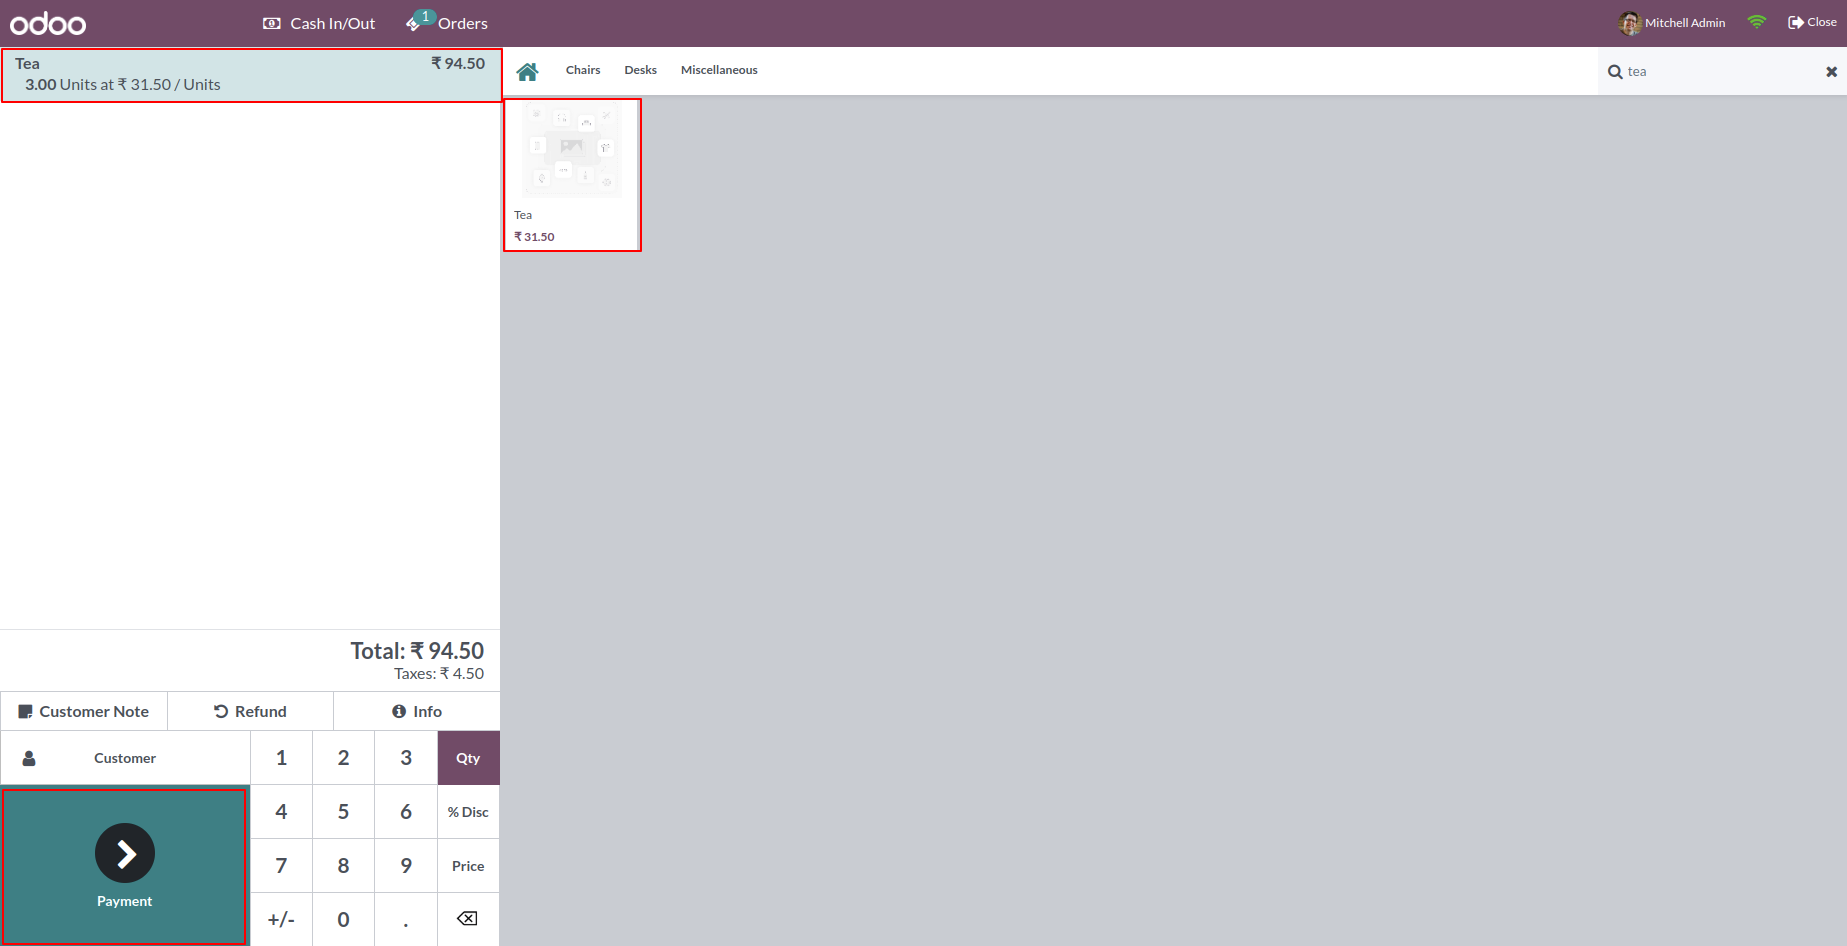 odoo
Cash In/Out
1
Orders
Mitchell Admin
Close
Tea
₹ 94.50
3.00 Units at ₹ 31.50 / Units
Chairs
Desks
Miscellaneous
tea
Tea
₹ 31.50
Total: ₹ 94.50
Taxes: ₹ 4.50
Customer Note
Refund
Info
Customer
1
2
3
Qty
4
5
6
% Disc
7
8
9
Price
+/-
0
.
Payment